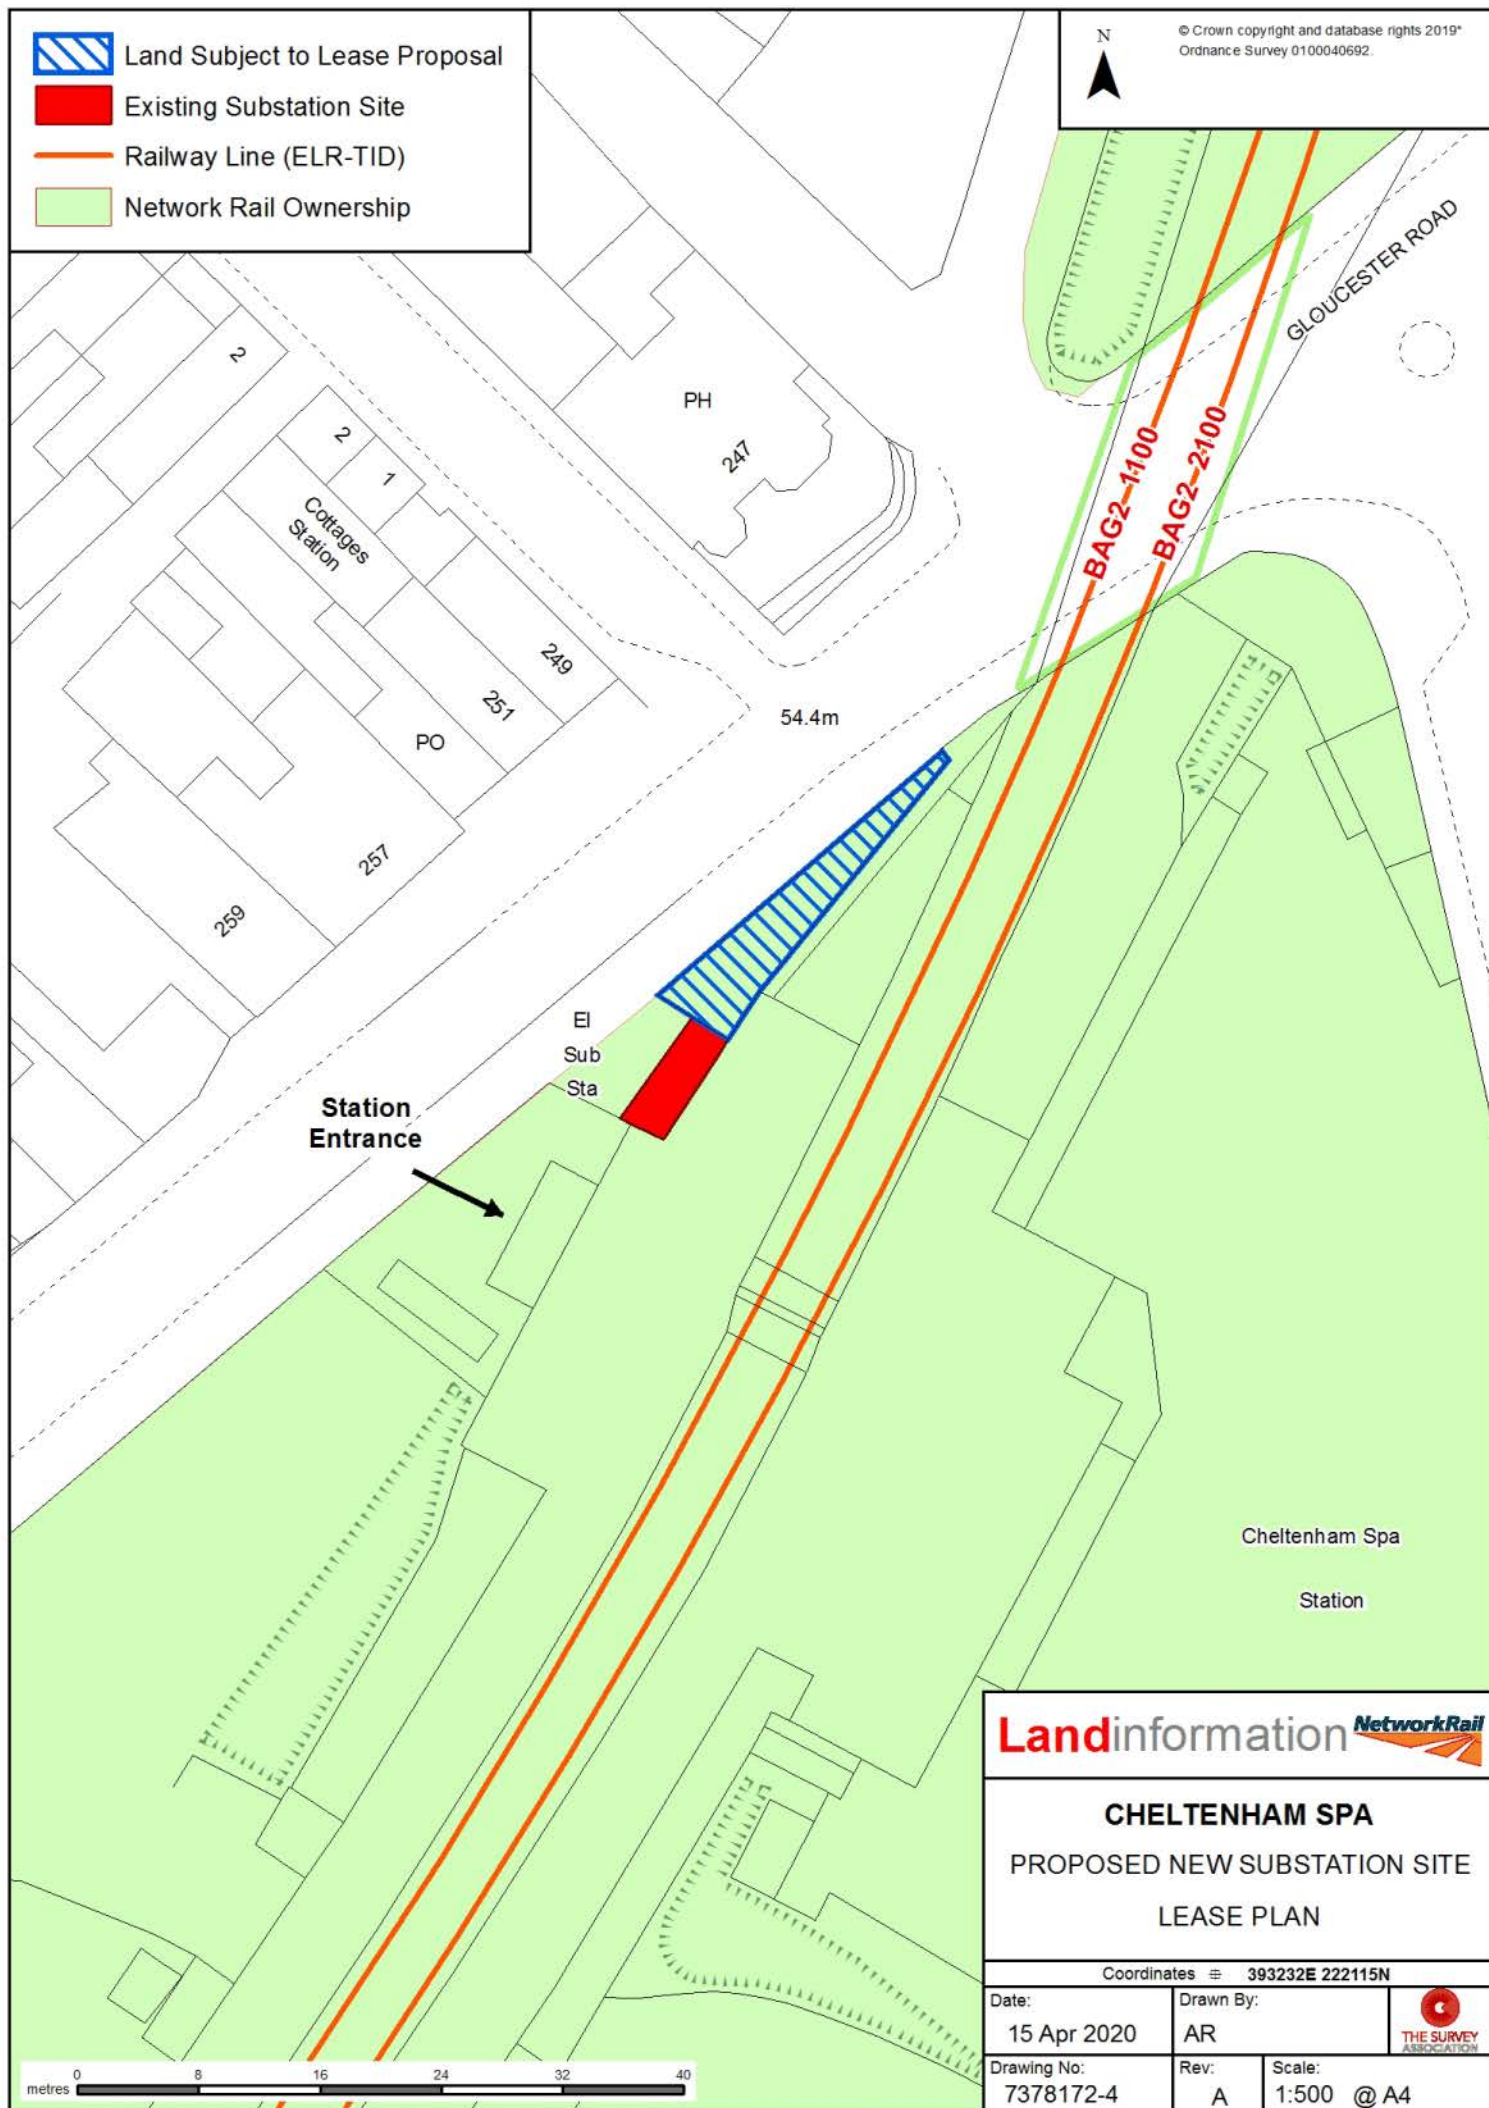 Land Subject to Lease Proposal
Existing Substation Site
Railway Line (ELR-TID)
Network Rail Ownership
N
© Crown copyright and database rights 2019*
Ordnance Survey 0100040692.
GLOUCESTER ROAD
2
PH
247
2
1
Cottages
Station
BAG2-1100
BAG2-2100
249
251
PO
54.4m
257
259
El
Sub
Sta
Station
Entrance
Cheltenham Spa
Station
Landinformation NetworkRail
CHELTENHAM SPA
PROPOSED NEW SUBSTATION SITE
LEASE PLAN
Coordinates 393232E 222115N
Date:
15 Apr 2020
Drawn By:
AR
THE SURVEY
ASSOCIATION
Drawing No:
7378172-4
Rev:
A
Scale:
1:500 @ A4
metres
0 8 16 24 32 40